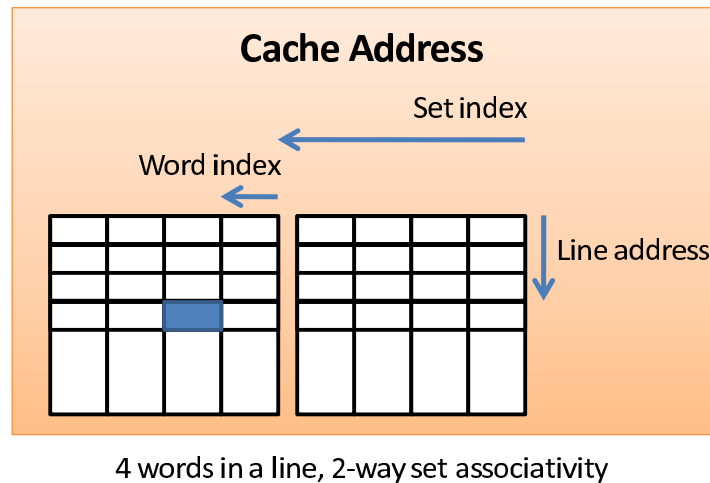 Cache Address
Set index
Word index
Line address
4 words in a line, 2-way set associativity